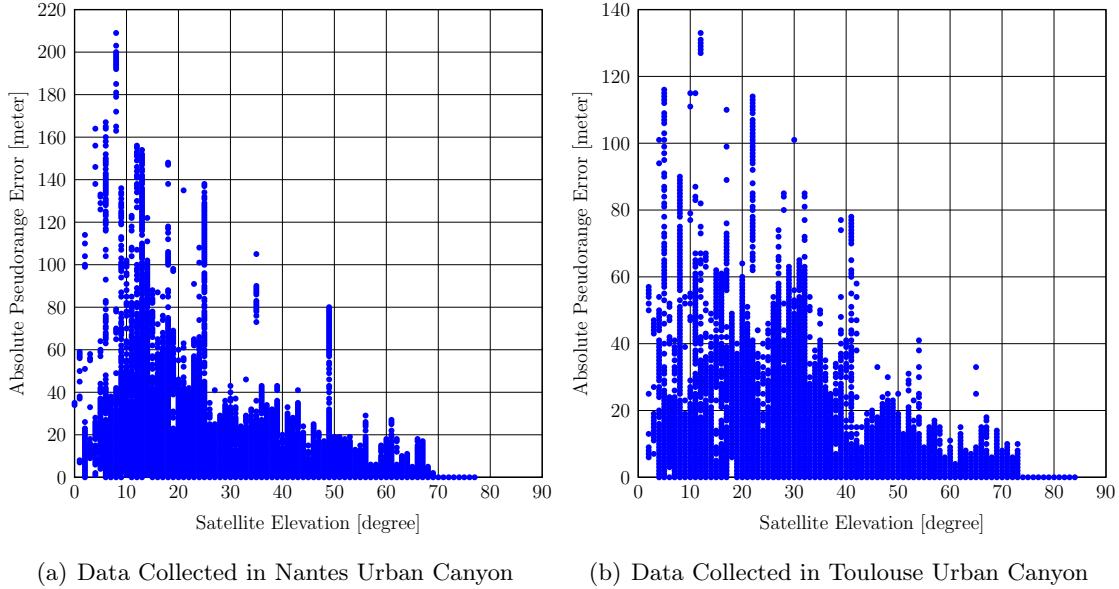 220
200
180
160
140
120
100
80
60
40
20
0
Absolute Pseudorange Error [meter]
0 10 20 30 40 50 60 70 80 90
Satellite Elevation [degree]
(a) Data Collected in Nantes Urban Canyon
140
120
100
80
60
40
20
0
Absolute Pseudorange Error [meter]
0 10 20 30 40 50 60 70 80 90
Satellite Elevation [degree]
(b) Data Collected in Toulouse Urban Canyon